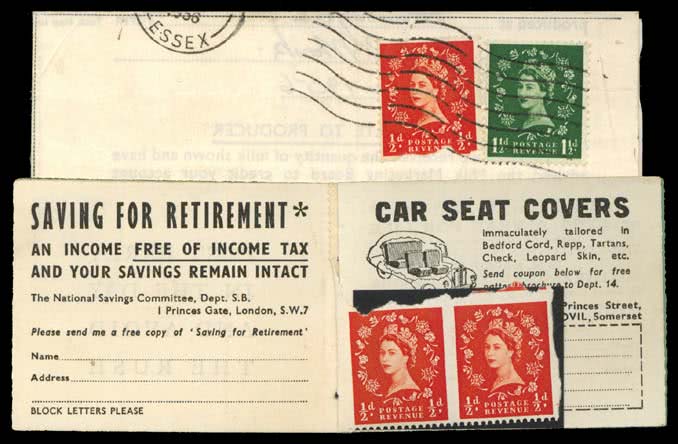 1956
ESSEX
½d ½d
POSTAGE
REVENUE
1½d 1½d
POSTAGE
REVENUE
SAVING FOR RETIREMENT*
AN INCOME FREE OF INCOME TAX
AND YOUR SAVINGS REMAIN INTACT
The National Savings Committee, Dept. S.B.
1 Princes Gate, London, S.W.7
Please send me a free copy of 'Saving for Retirement'
Name
Address
BLOCK LETTERS PLEASE
CAR SEAT COVERS
Immaculately tailored in
Bedford Cord, Repp, Tartans,
Check, Leopard Skin, etc.
Send coupon below for free
brochure to Dept. 14.
Princes Street,
OVIL, Somerset
½d ½d
POSTAGE
REVENUE
½d ½d
POSTAGE
REVENUE